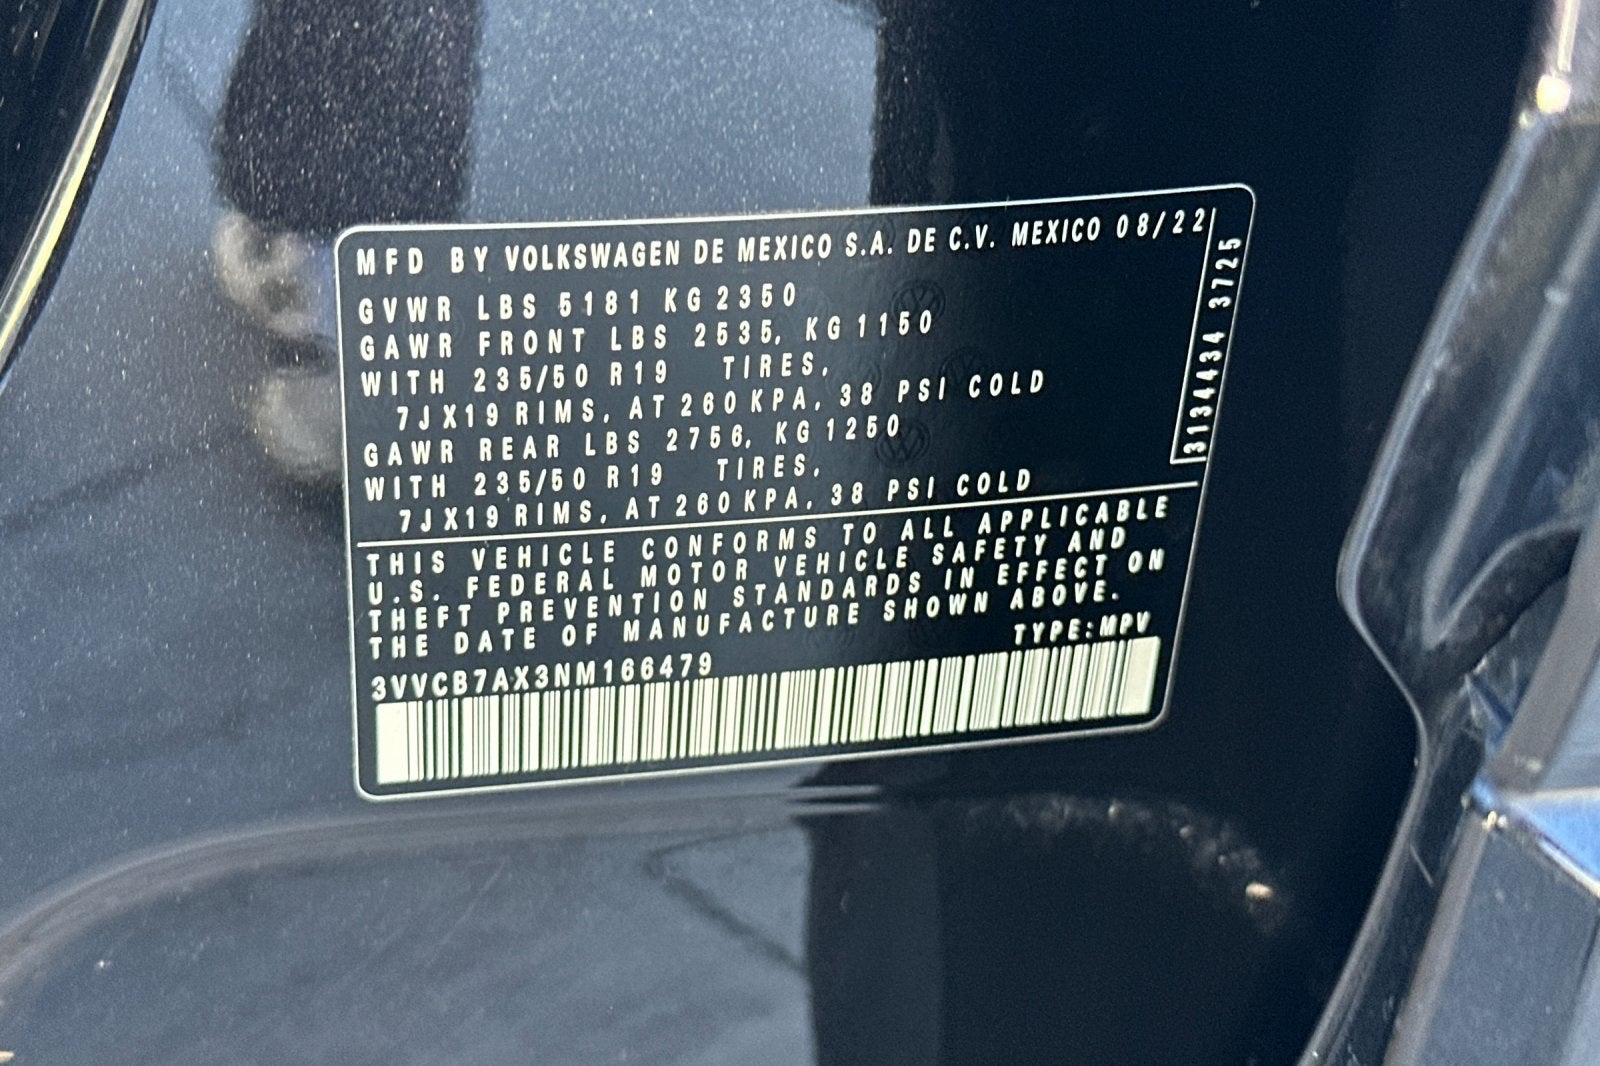 MFD BY VOLKSWAGEN DE MEXICO S.A. DE C.V. MEXICO 08/22
GVWR LBS 5181 KG 2350
GAWR FRONT LBS 2535, KG 1150
WITH 235/50 R19 TIRES,
7JX19 RIMS, AT 260 KPA, 38 PSI COLD
GAWR REAR LBS 2756, KG 1250
WITH 235/50 R19 TIRES,
7JX19 RIMS, AT 260 KPA, 38 PSI COLD
3134434 3725
THIS VEHICLE CONFORMS TO ALL APPLICABLE
U.S. FEDERAL MOTOR VEHICLE SAFETY AND
THEFT PREVENTION STANDARDS IN EFFECT ON
THE DATE OF MANUFACTURE SHOWN ABOVE.
TYPE:MPV
3VVCB7AX3NM166479